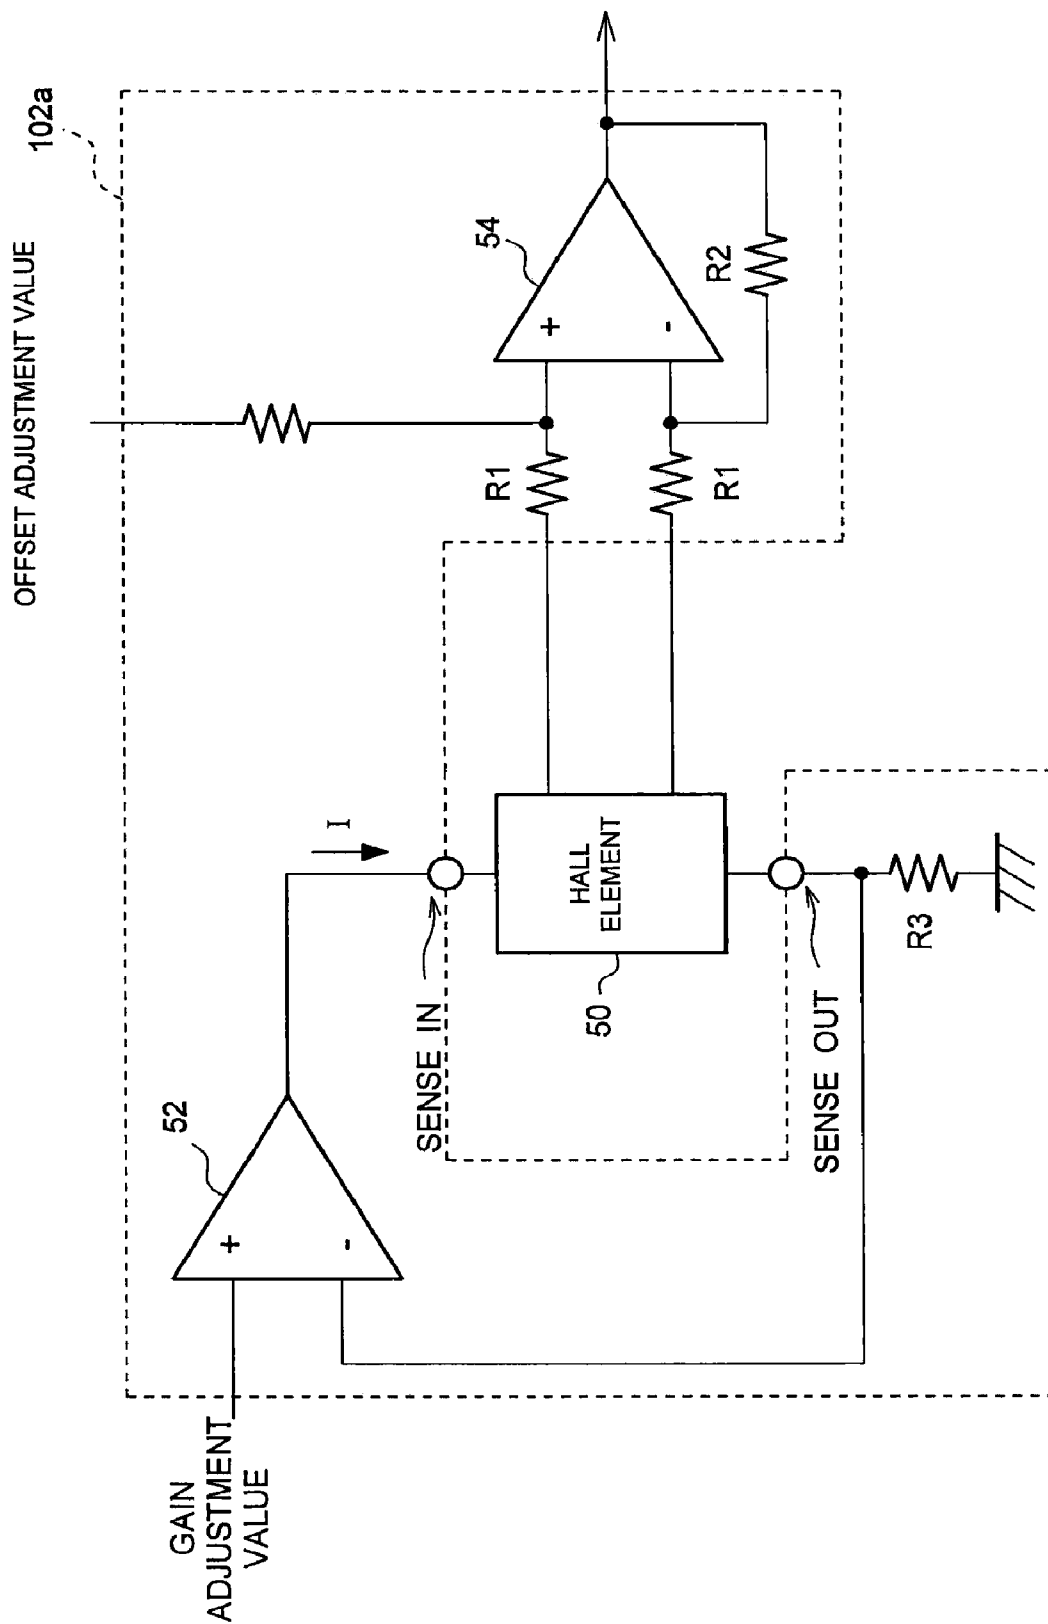 OFFSET ADJUSTMENT VALUE
102a
GAIN
ADJUSTMENT
VALUE
52
+
-
I
SENSE IN
HALL
ELEMENT
50
SENSE OUT
R3
R1
R1
54
+
-
R2